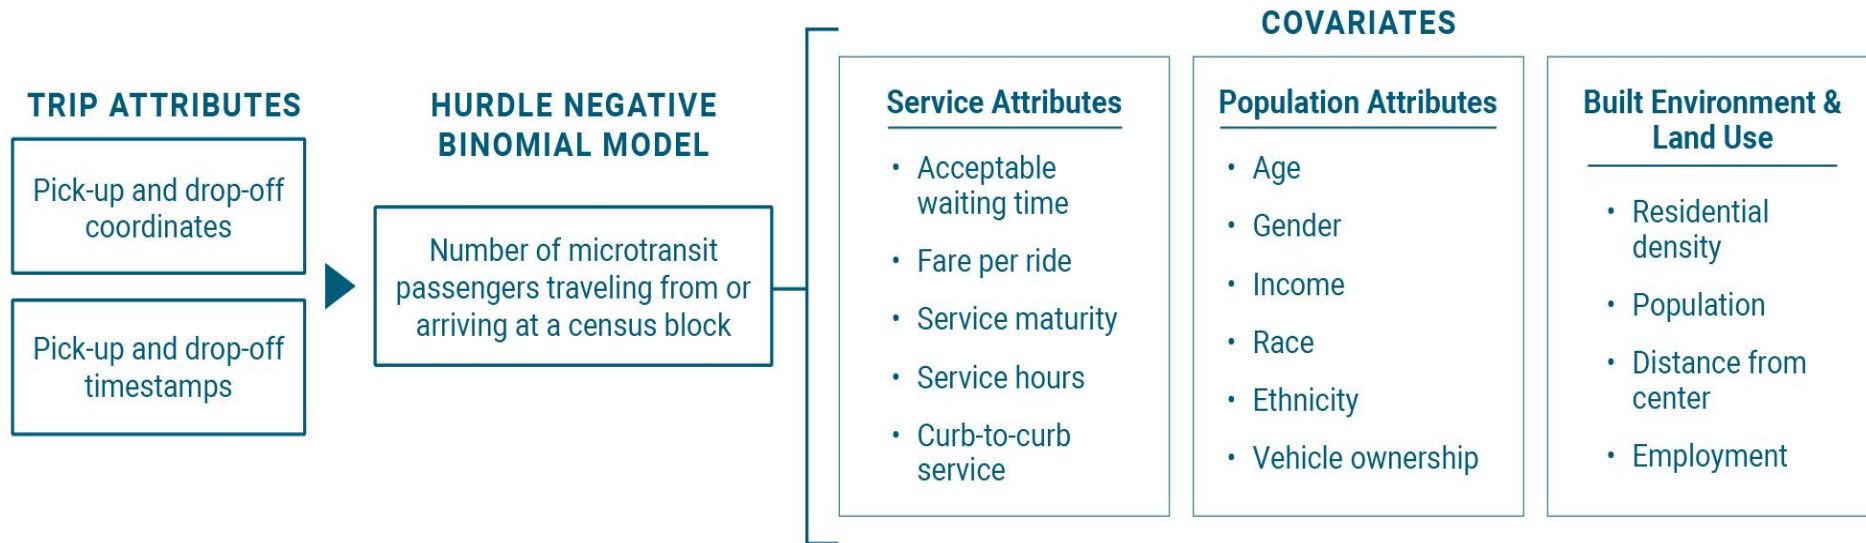 TRIP ATTRIBUTES
Pick-up and drop-off
coordinates
Pick-up and drop-off
timestamps
HURDLE NEGATIVE
BINOMIAL MODEL
Number of microtransit
passengers traveling from or
arriving at a census block
COVARIATES
Service Attributes
• Acceptable
waiting time
• Fare per ride
• Service maturity
• Service hours
• Curb-to-curb
service
Population Attributes
• Age
• Gender
• Income
• Race
• Ethnicity
• Vehicle ownership
Built Environment &
Land Use
• Residential
density
• Population
• Distance from
center
• Employment